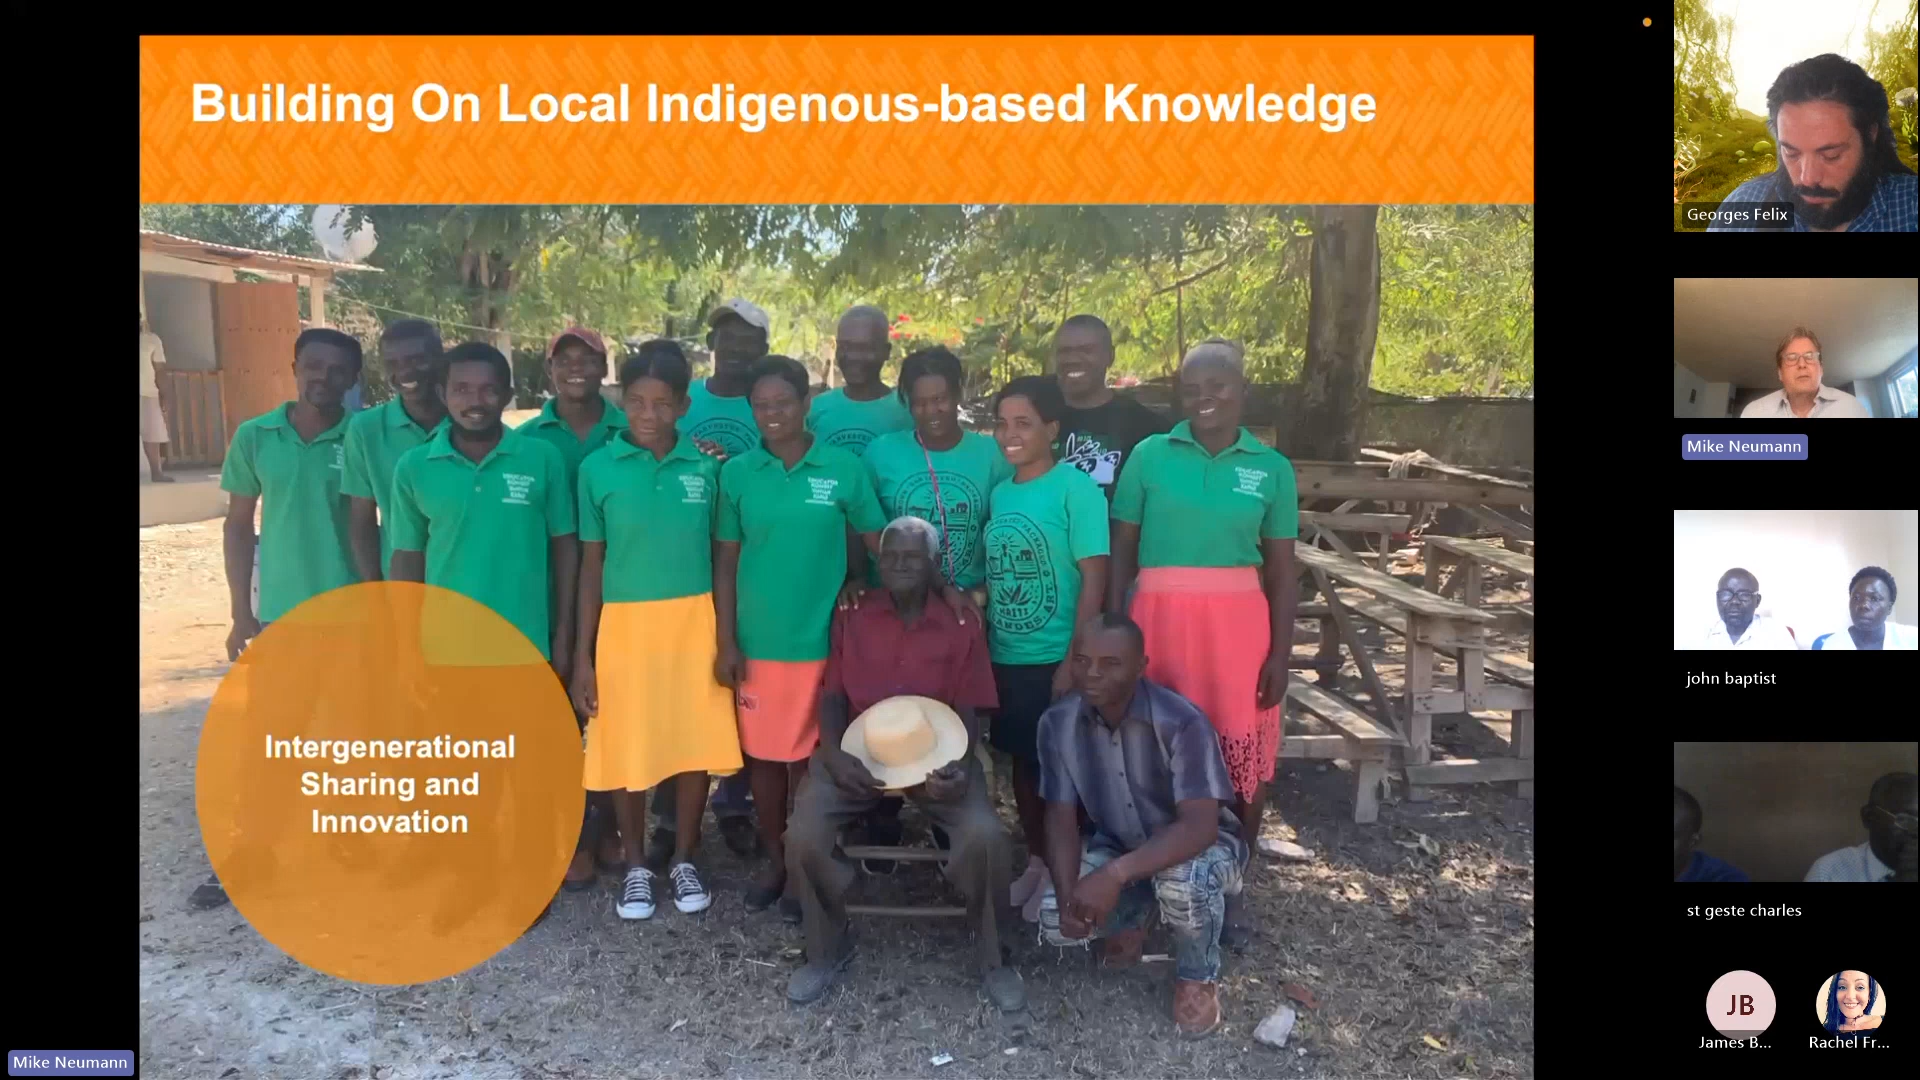 Building On Local Indigenous-based Knowledge
Intergenerational
Sharing and
Innovation
HAITI
Georges Felix
Mike Neumann
john baptist
st geste charles
JB
James B...
Rachel Fr...
Mike Neumann